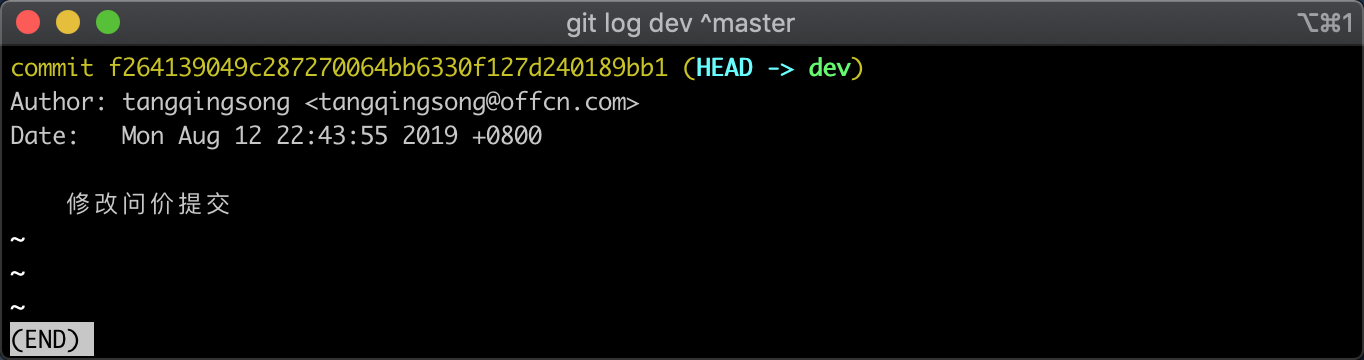 git log dev ^master
⌥⌘1
commit f264139049c287270064bb6330f127d240189bb1 (HEAD -> dev)
Author: tangqingsong <tangqingsong@offcn.com>
Date:   Mon Aug 12 22:43:55 2019 +0800
修改问价提交
~
~
~
(END)